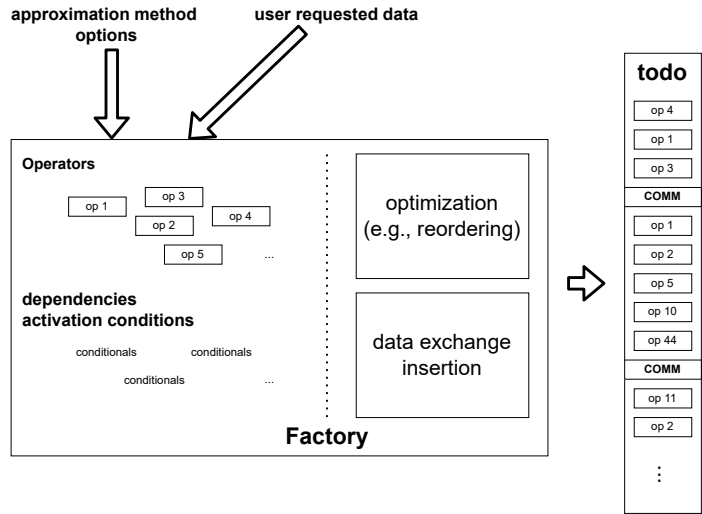 approximation method
options
user requested data
Operators
op 1
op 3
op 2
op 4
op 5
...
dependencies
activation conditions
conditionals
conditionals
conditionals
...
optimization
(e.g., reordering)
data exchange
insertion
Factory
todo
op 4
op 1
op 3
COMM
op 1
op 2
op 5
op 10
op 44
COMM
op 11
op 2
⋮